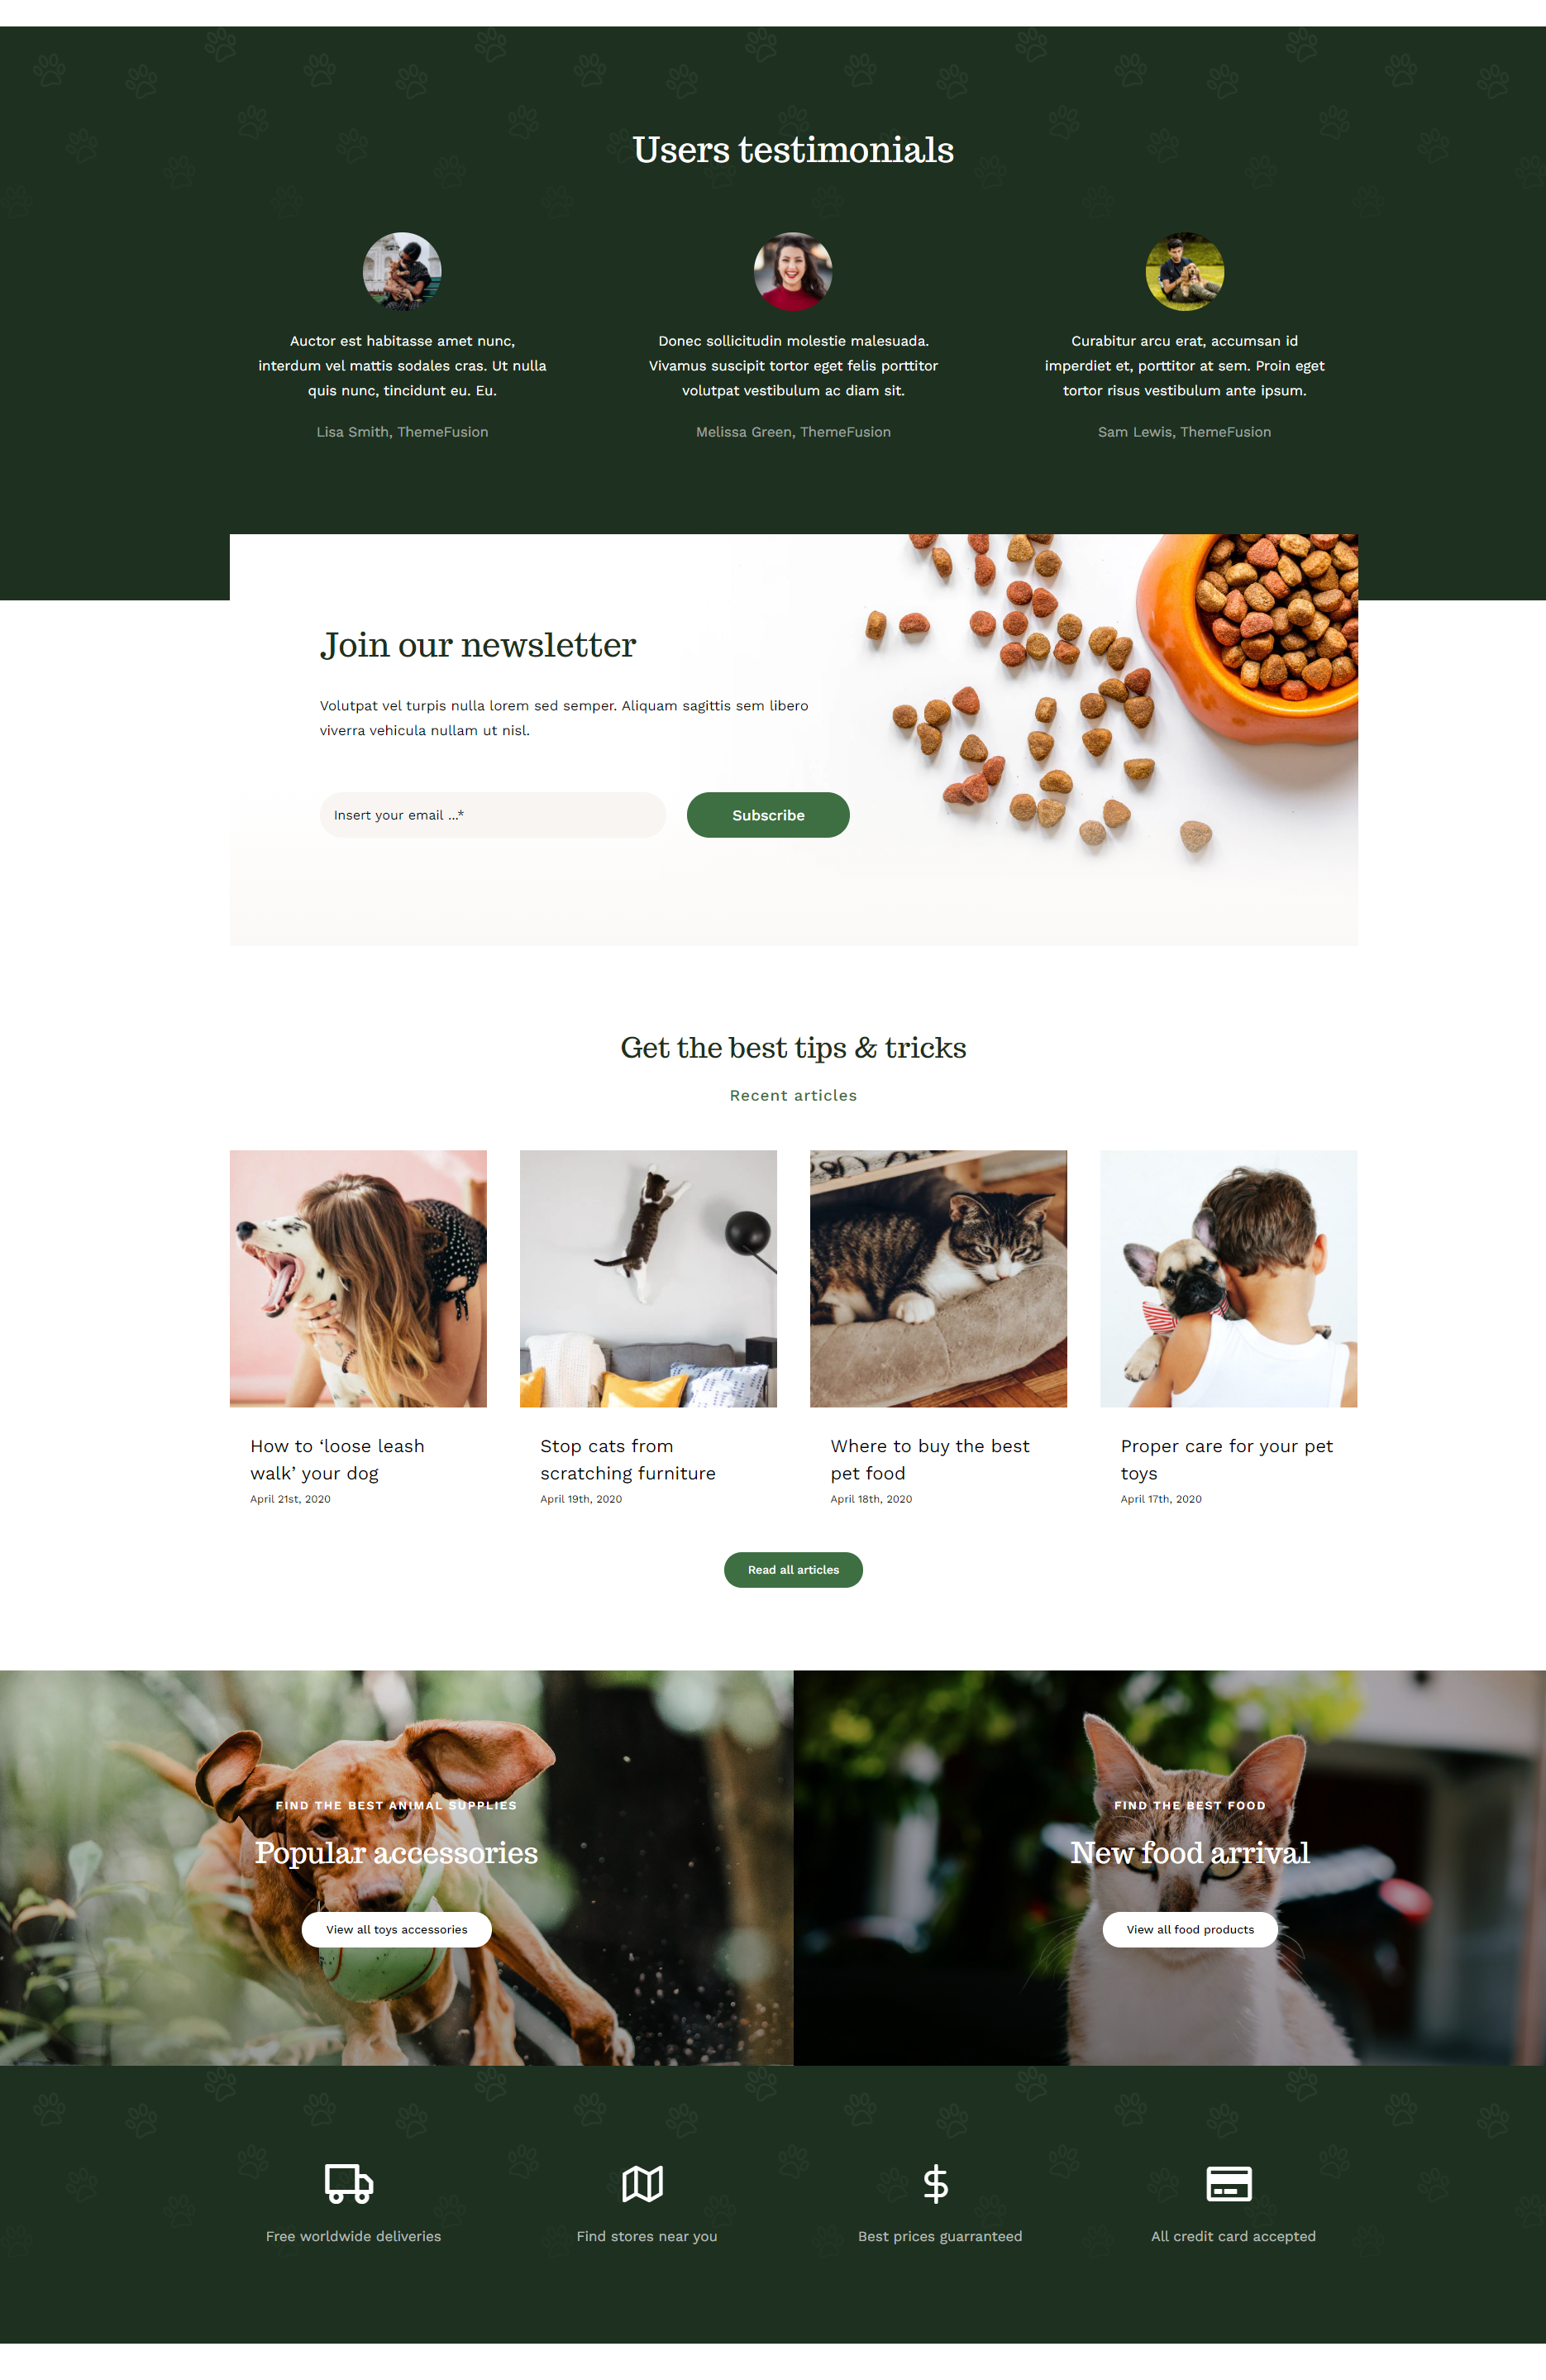 Users testimonials
Auctor est habitasse amet nunc,
interdum vel mattis sodales cras. Ut nulla
quis nunc, tincidunt eu. Eu.
Lisa Smith, ThemeFusion
Donec sollicitudin molestie malesuada.
Vivamus suscipit tortor eget felis porttitor
volutpat vestibulum ac diam sit.
Melissa Green, ThemeFusion
Curabitur arcu erat, accumsan id
imperdiet et, porttitor at sem. Proin eget
tortor risus vestibulum ante ipsum.
Sam Lewis, ThemeFusion
Join our newsletter
Volutpat vel turpis nulla lorem sed semper. Aliquam sagittis sem libero
viverra vehicula nullam ut nisl.
Insert your email ...*
Subscribe
Get the best tips & tricks
Recent articles
How to ‘loose leash
walk’ your dog
April 21st, 2020
Stop cats from
scratching furniture
April 19th, 2020
Where to buy the best
pet food
April 18th, 2020
Proper care for your pet
toys
April 17th, 2020
Read all articles
FIND THE BEST ANIMAL SUPPLIES
Popular accessories
View all toys accessories
FIND THE BEST FOOD
New food arrival
View all food products
Free worldwide deliveries
Find stores near you
Best prices guarranteed
All credit card accepted